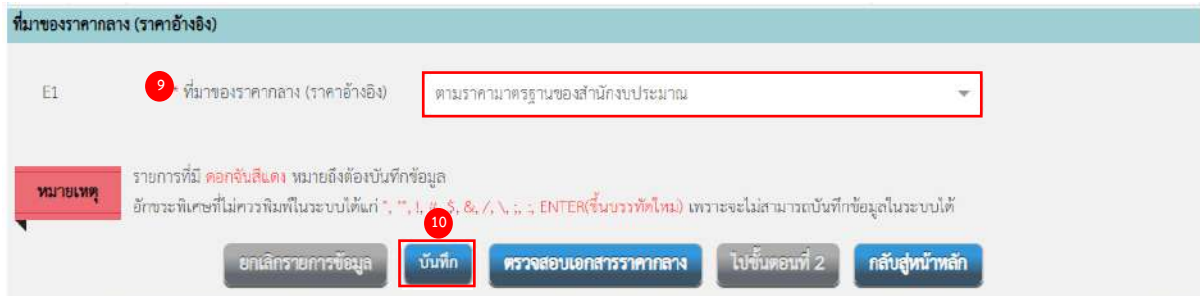 ที่มาของราคากลาง (ราคาอ้างอิง)
E1 9 * ที่มาของราคากลาง (ราคาอ้างอิง) ตามราคามาตรฐานของสำนักงบประมาณ
หมายเหตุ
รายการที่มี ดอกจันสีแดง หมายถึงต้องบันทึกข้อมูล
อักขระพิเศษที่ไม่ควรพิมพ์ในระบบได้แก่ ', '', !, #, $, &, /, \, ;, :, ENTER(ขึ้นบรรทัดใหม่) เพราะจะไม่สามารถบันทึกข้อมูลในระบบได้
10
ยกเลิกรายการข้อมูล บันทึก ตรวจสอบเอกสารราคากลาง ไปขั้นตอนที่ 2 กลับสู่หน้าหลัก